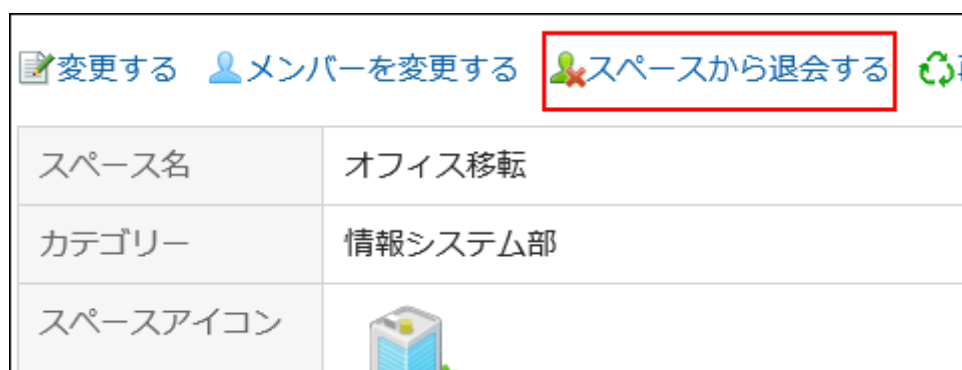 変更する メンバーを変更する スペースから退会する
スペース名 オフィス移転
カテゴリー 情報システム部
スペースアイコン